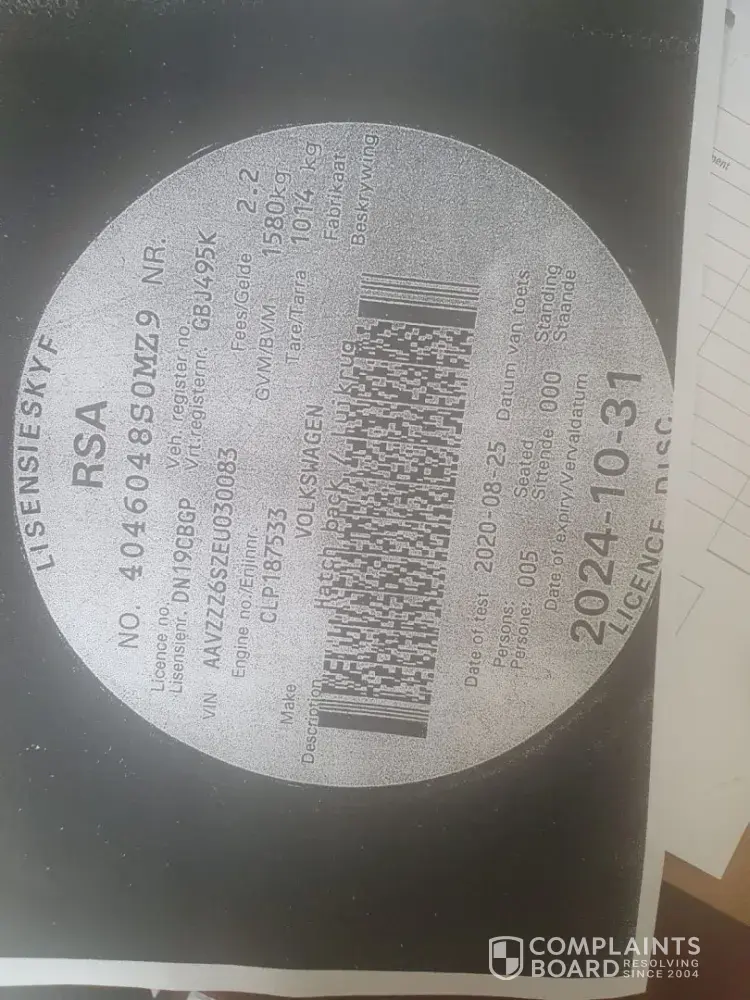 LISENSIESKYF
RSA
NO. 4046048S0MZ9 NR.
Licence no. Veh. register no.
Lisensienr. DN19CBGP Vrt.registernr. GBJ495K
VIN AAVZZZ6SZEU030083 Fees/Gelde 2.2
Engine no./Enjinnr. GVM/BVM 1580kg
CLP187533 Tare/Tarra 1014 kg
Make VOLKSWAGEN Fabrikaat
Description Hatch back / Luikrug Beskrywing
Date of test 2020-08-25 Datum van toets
Persons: Seated Standing
Persone: 005 Sittende 000 Staande
Date of expiry/Vervaldatum
2024-10-31
LICENCE DISC
COMPLAINTS
BOARD RESOLVING
SINCE 2004